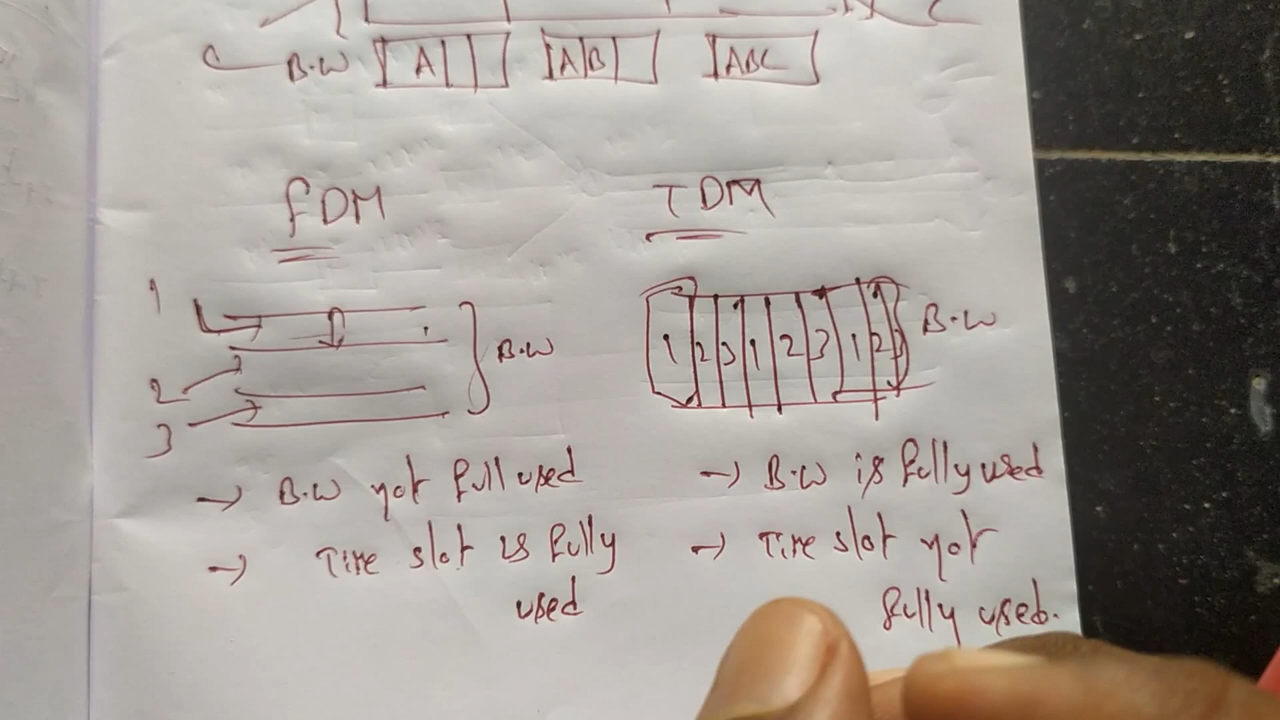 B.W A A B ABC
FDM TDM
1
2
3
B.W
1 2 3 1 2 3 1 2 3 B.W
→ B.W not full used
→ Time slot is fully
used
→ B.W is fully used
→ Time slot not
fully used.